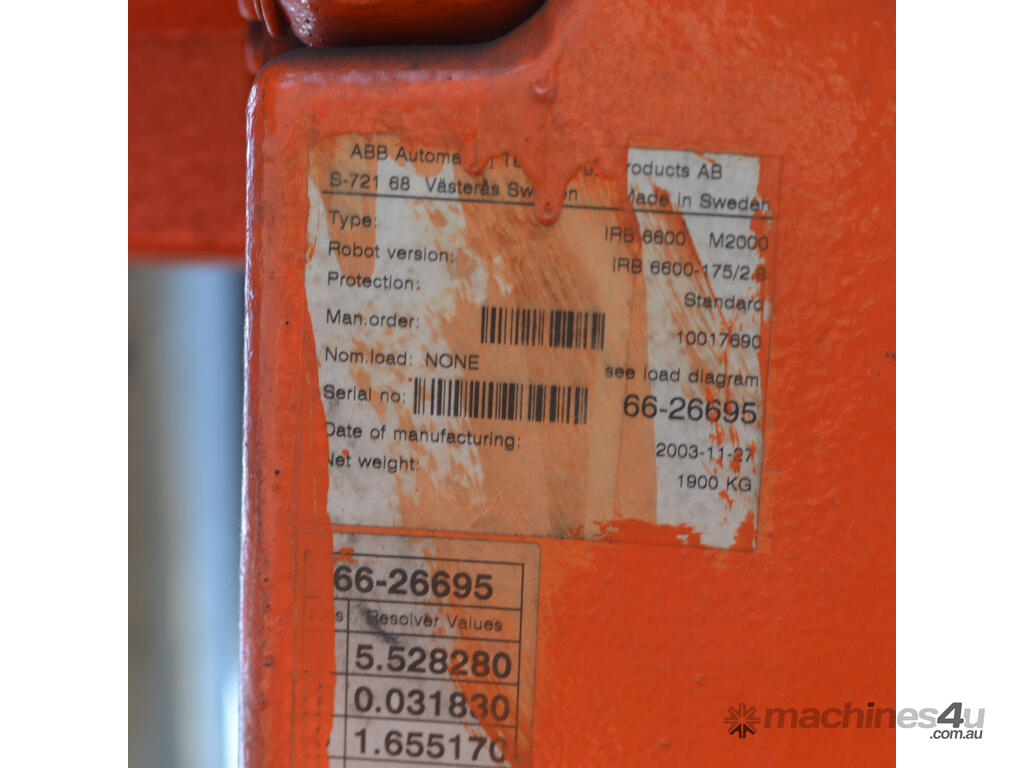 ABB Automa Products AB
S-721 68 Västerås Sweden Made in Sweden
Type: IRB 6600 M2000
Robot version: IRB 6600-175/2.8
Protection: Standard
Man.order: 10017690
Nom.load: NONE see load diagram
Serial no: 66-26695
Date of manufacturing: 2003-11-27
Net weight: 1900 KG
66-26695
s Resolver Values
5.528280
0.031830
1.655170
machines4u
.com.au